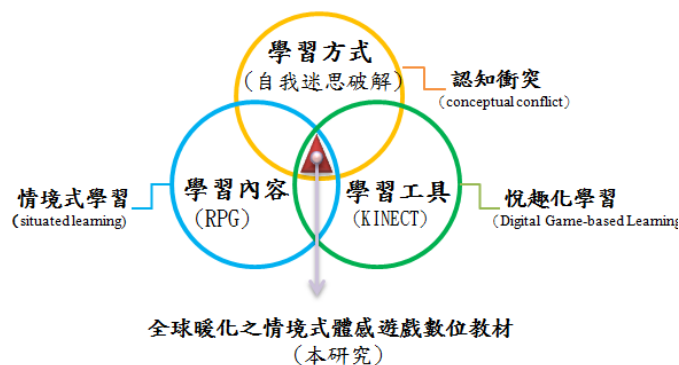 學習方式
(自我迷思破解)
認知衝突
(conceptual conflict)
情境式學習
(situated learning)
學習內容
(RPG)
學習工具
(KINECT)
悅趣化學習
(Digital Game-based Learning
全球暖化之情境式體感遊戲數位教材
(本研究)